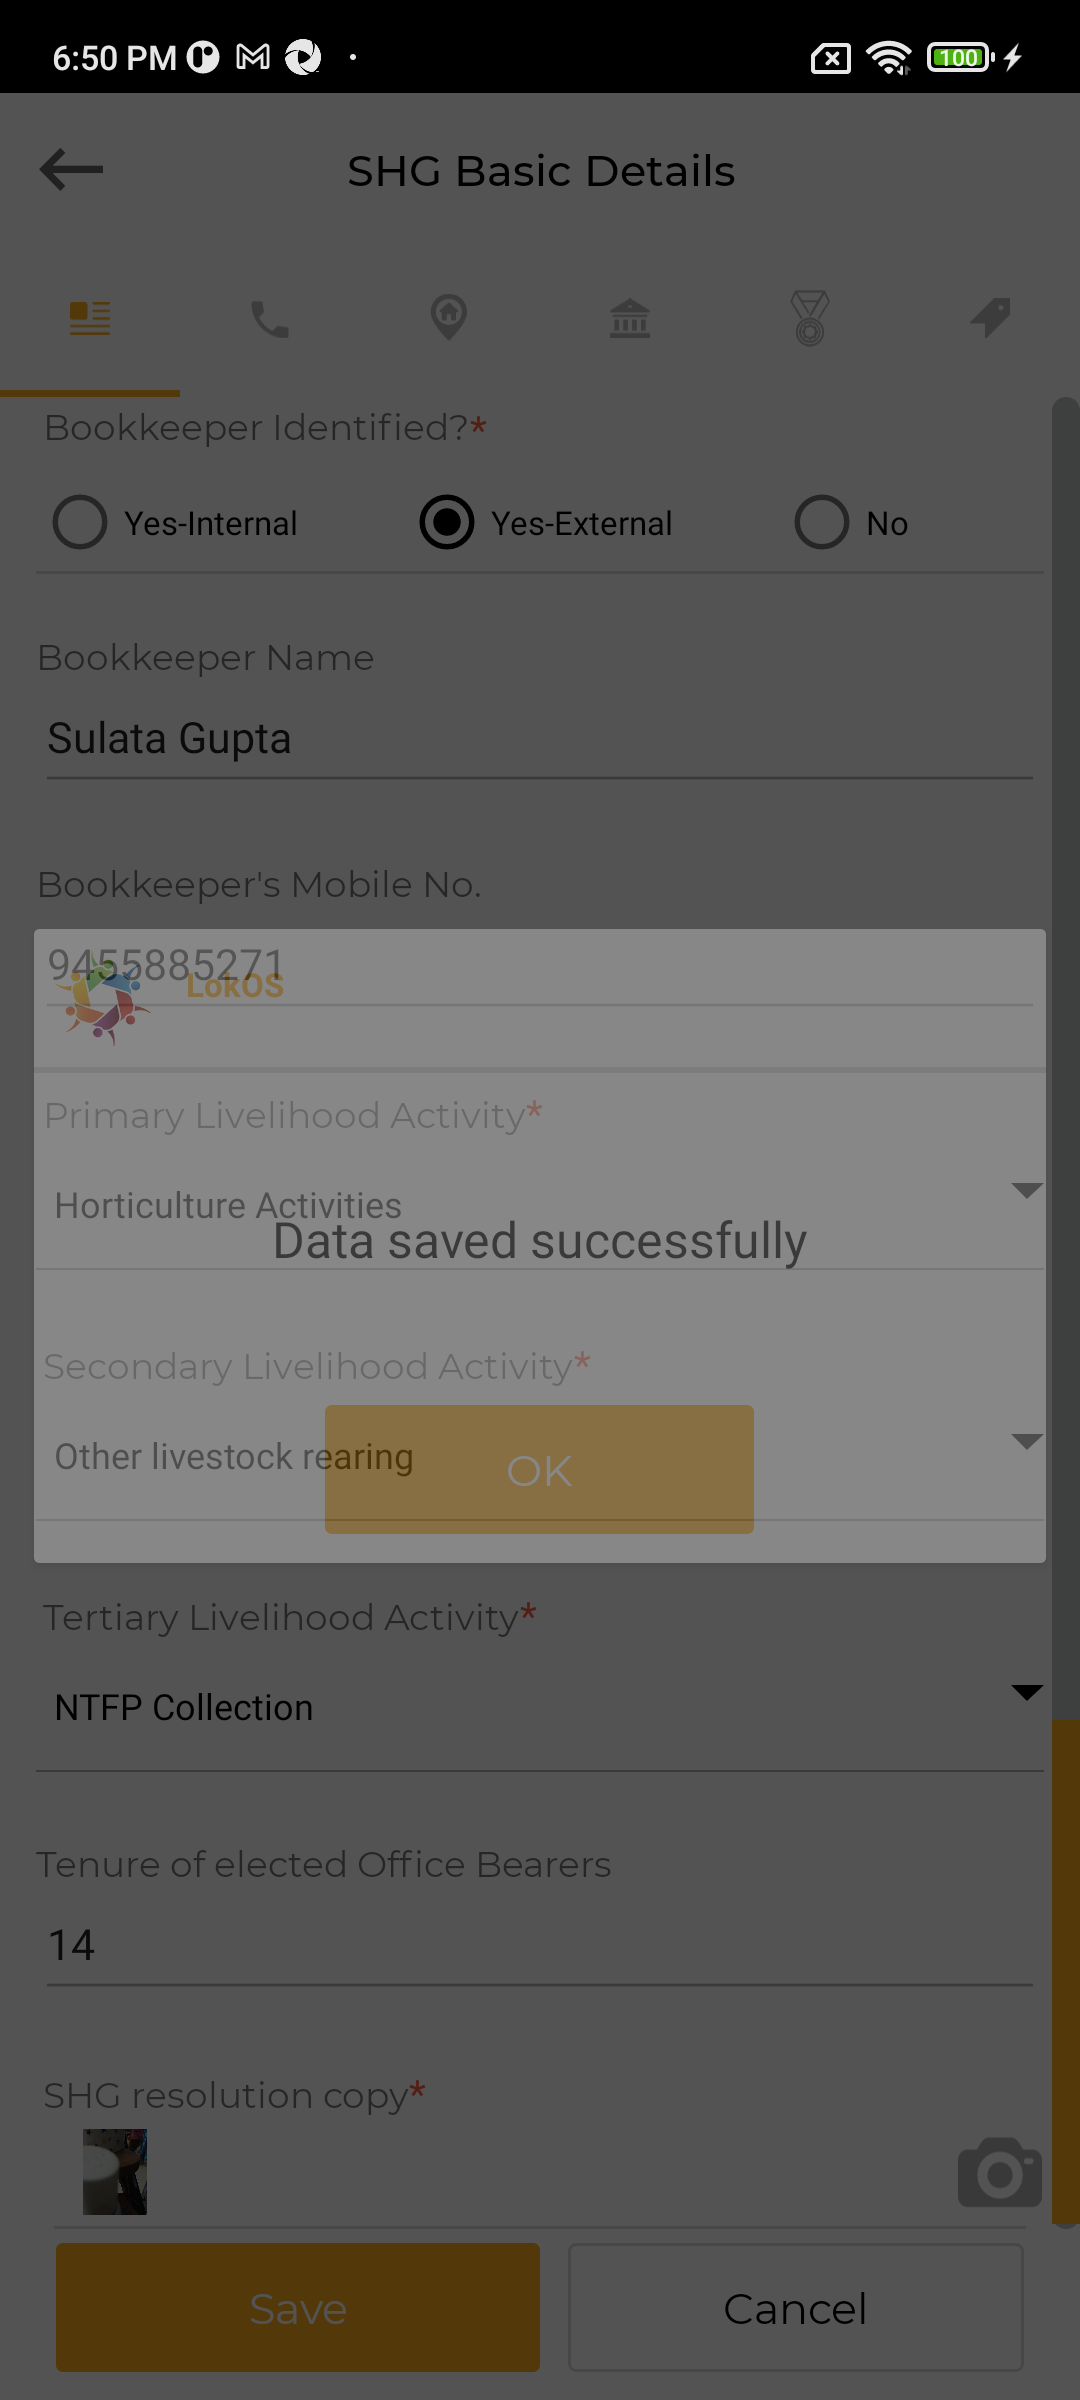 6:50 PM
100
SHG Basic Details
Bookkeeper Identified?*
Yes-Internal
Yes-External
No
Bookkeeper Name
Sulata Gupta
Bookkeeper's Mobile No.
9455885271
LokOS
Primary Livelihood Activity*
Horticulture Activities
Data saved successfully
Secondary Livelihood Activity*
Other livestock rearing
OK
Tertiary Livelihood Activity*
NTFP Collection
Tenure of elected Office Bearers
14
SHG resolution copy*
Save
Cancel